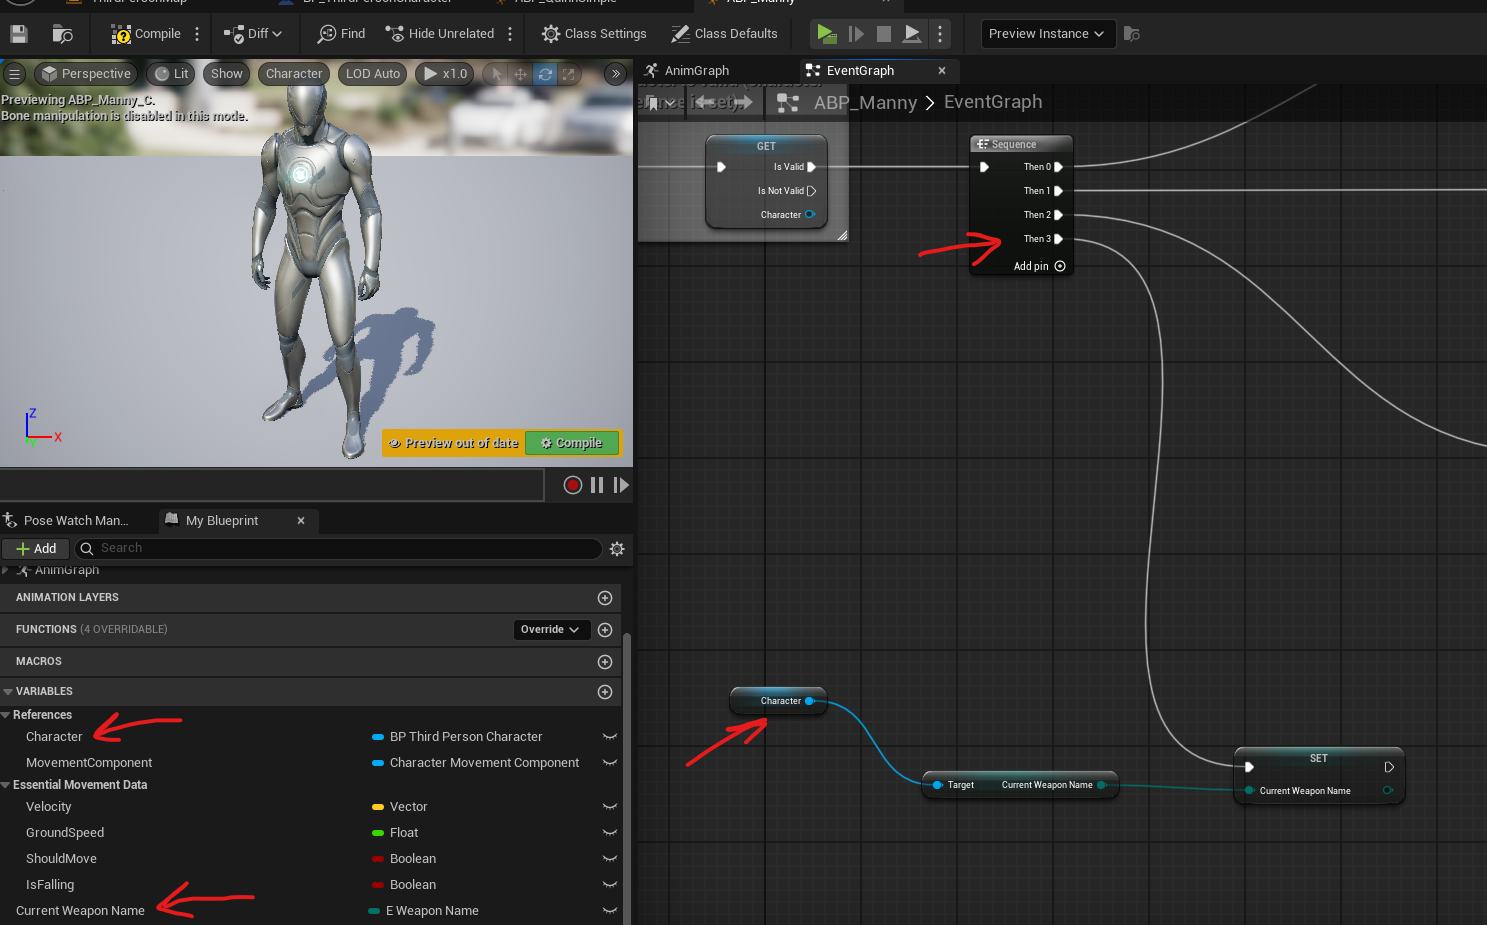 ThirdPersonMap
BP_ThirdPersonCharacter
ABP_QuinnSimple
ABP_Manny
Compile
Diff
Find
Hide Unrelated
Class Settings
Class Defaults
Preview Instance
Perspective
Lit
Show
Character
LOD Auto
x1.0
Previewing ABP_Manny_C.
Bone manipulation is disabled in this mode.
Z
X
Y
Preview out of date
Compile
AnimGraph
EventGraph
ABP_Manny > EventGraph
GET
Is Valid
Is Not Valid
Character
Sequence
Then 0
Then 1
Then 2
Then 3
Add pin
Character
Target Current Weapon Name
SET
Current Weapon Name
Pose Watch Man...
My Blueprint
Add
Search
AnimGraph
ANIMATION LAYERS
FUNCTIONS (4 OVERRIDABLE)
Override
MACROS
VARIABLES
References
Character BP Third Person Character
MovementComponent Character Movement Component
Essential Movement Data
Velocity Vector
GroundSpeed Float
ShouldMove Boolean
IsFalling Boolean
Current Weapon Name E Weapon Name